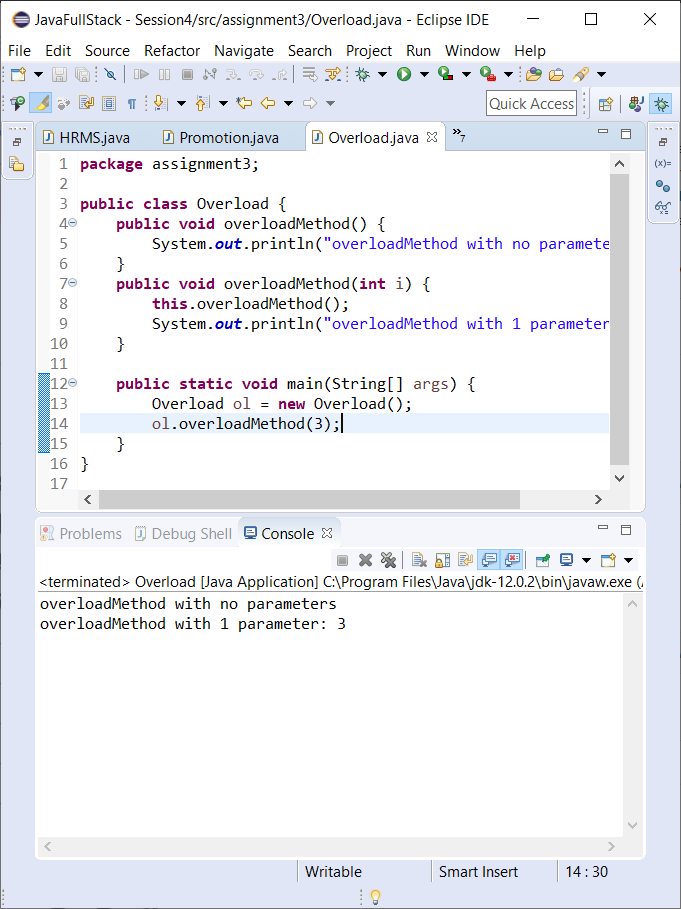 JavaFullStack - Session4/src/assignment3/Overload.java - Eclipse IDE
File Edit Source Refactor Navigate Search Project Run Window Help
Quick Access
HRMS.java Promotion.java Overload.java »7
1 package assignment3;
2
3 public class Overload {
4 public void overloadMethod() {
5 System.out.println("overloadMethod with no paramete
6 }
7 public void overloadMethod(int i) {
8 this.overloadMethod();
9 System.out.println("overloadMethod with 1 parameter
10 }
11
12 public static void main(String[] args) {
13 Overload ol = new Overload();
14 ol.overloadMethod(3);
15 }
16 }
17
Problems Debug Shell Console
<terminated> Overload [Java Application] C:\Program Files\Java\jdk-12.0.2\bin\javaw.exe (
overloadMethod with no parameters
overloadMethod with 1 parameter: 3
Writable Smart Insert 14 : 30